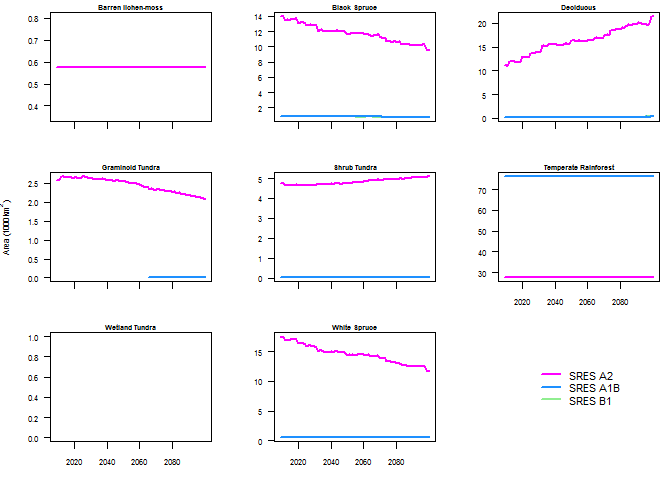 Barren lichen-moss
Black Spruce
Deciduous
0.8
0.7
0.6
0.5
0.4
14
12
10
8
6
4
2
20
15
10
5
0
Graminoid Tundra
Shrub Tundra
Temperate Rainforest
2.5
2.0
1.5
1.0
0.5
0.0
5
4
3
2
1
0
70
60
50
40
30
2020 2040 2060 2080
Area (1000km²)
Wetland Tundra
White Spruce
1.0
0.8
0.6
0.4
0.2
0.0
15
10
5
0
2020 2040 2060 2080
2020 2040 2060 2080
SRES A2
SRES A1B
SRES B1